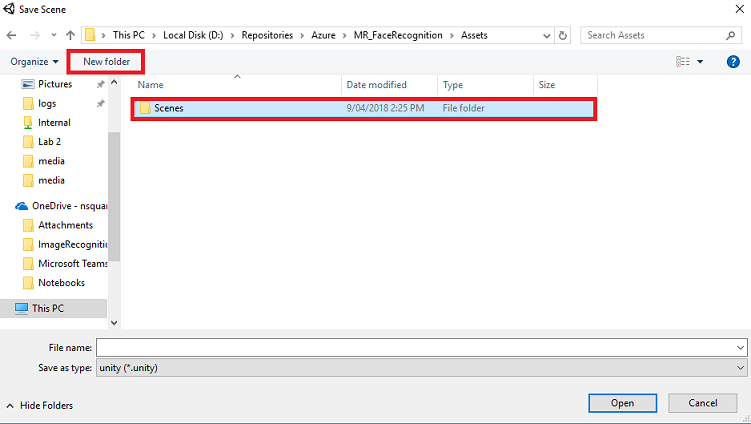 Save Scene
This PC > Local Disk (D:) > Repositories > Azure > MR_FaceRecognition > Assets
Search Assets
Organize
New folder
Name
Date modified
Type
Size
Scenes
9/04/2018 2:25 PM
File folder
Pictures
logs
Internal
Lab 2
media
media
OneDrive - nsquar
Attachments
ImageRecognitio
Microsoft Teams
Notebooks
This PC
File name:
Save as type: unity (*.unity)
Hide Folders
Open
Cancel